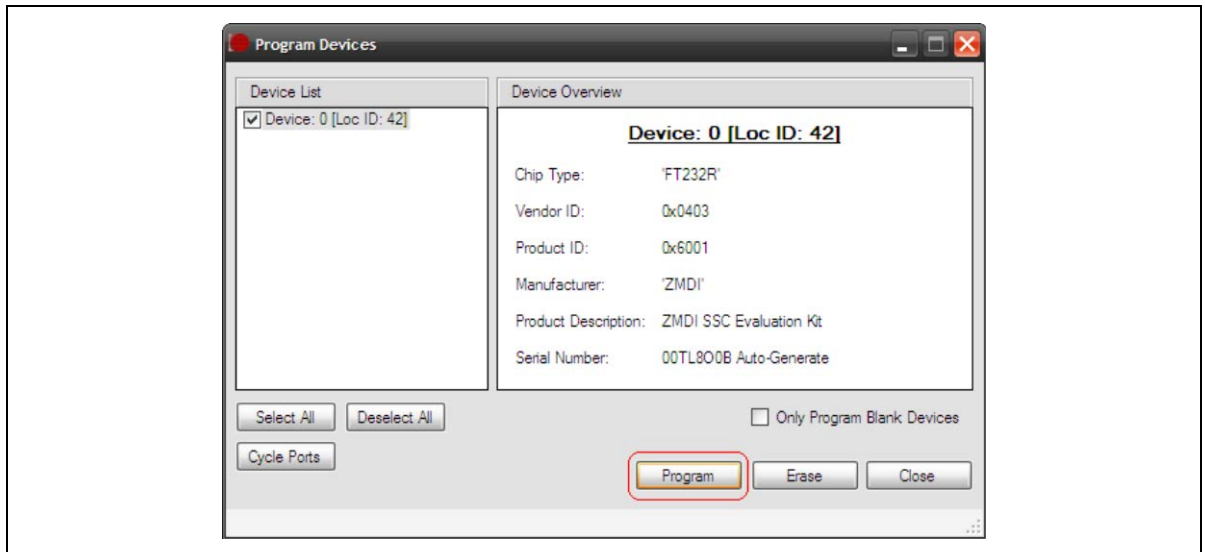 Program Devices
Device List
Device: 0 [Loc ID: 42]
Device Overview
Device: 0 [Loc ID: 42]
Chip Type: 'FT232R'
Vendor ID: 0x0403
Product ID: 0x6001
Manufacturer: 'ZMDI'
Product Description: ZMDI SSC Evaluation Kit
Serial Number: 00TL8O0B Auto-Generate
Select All Deselect All Only Program Blank Devices
Cycle Ports
Program Erase Close